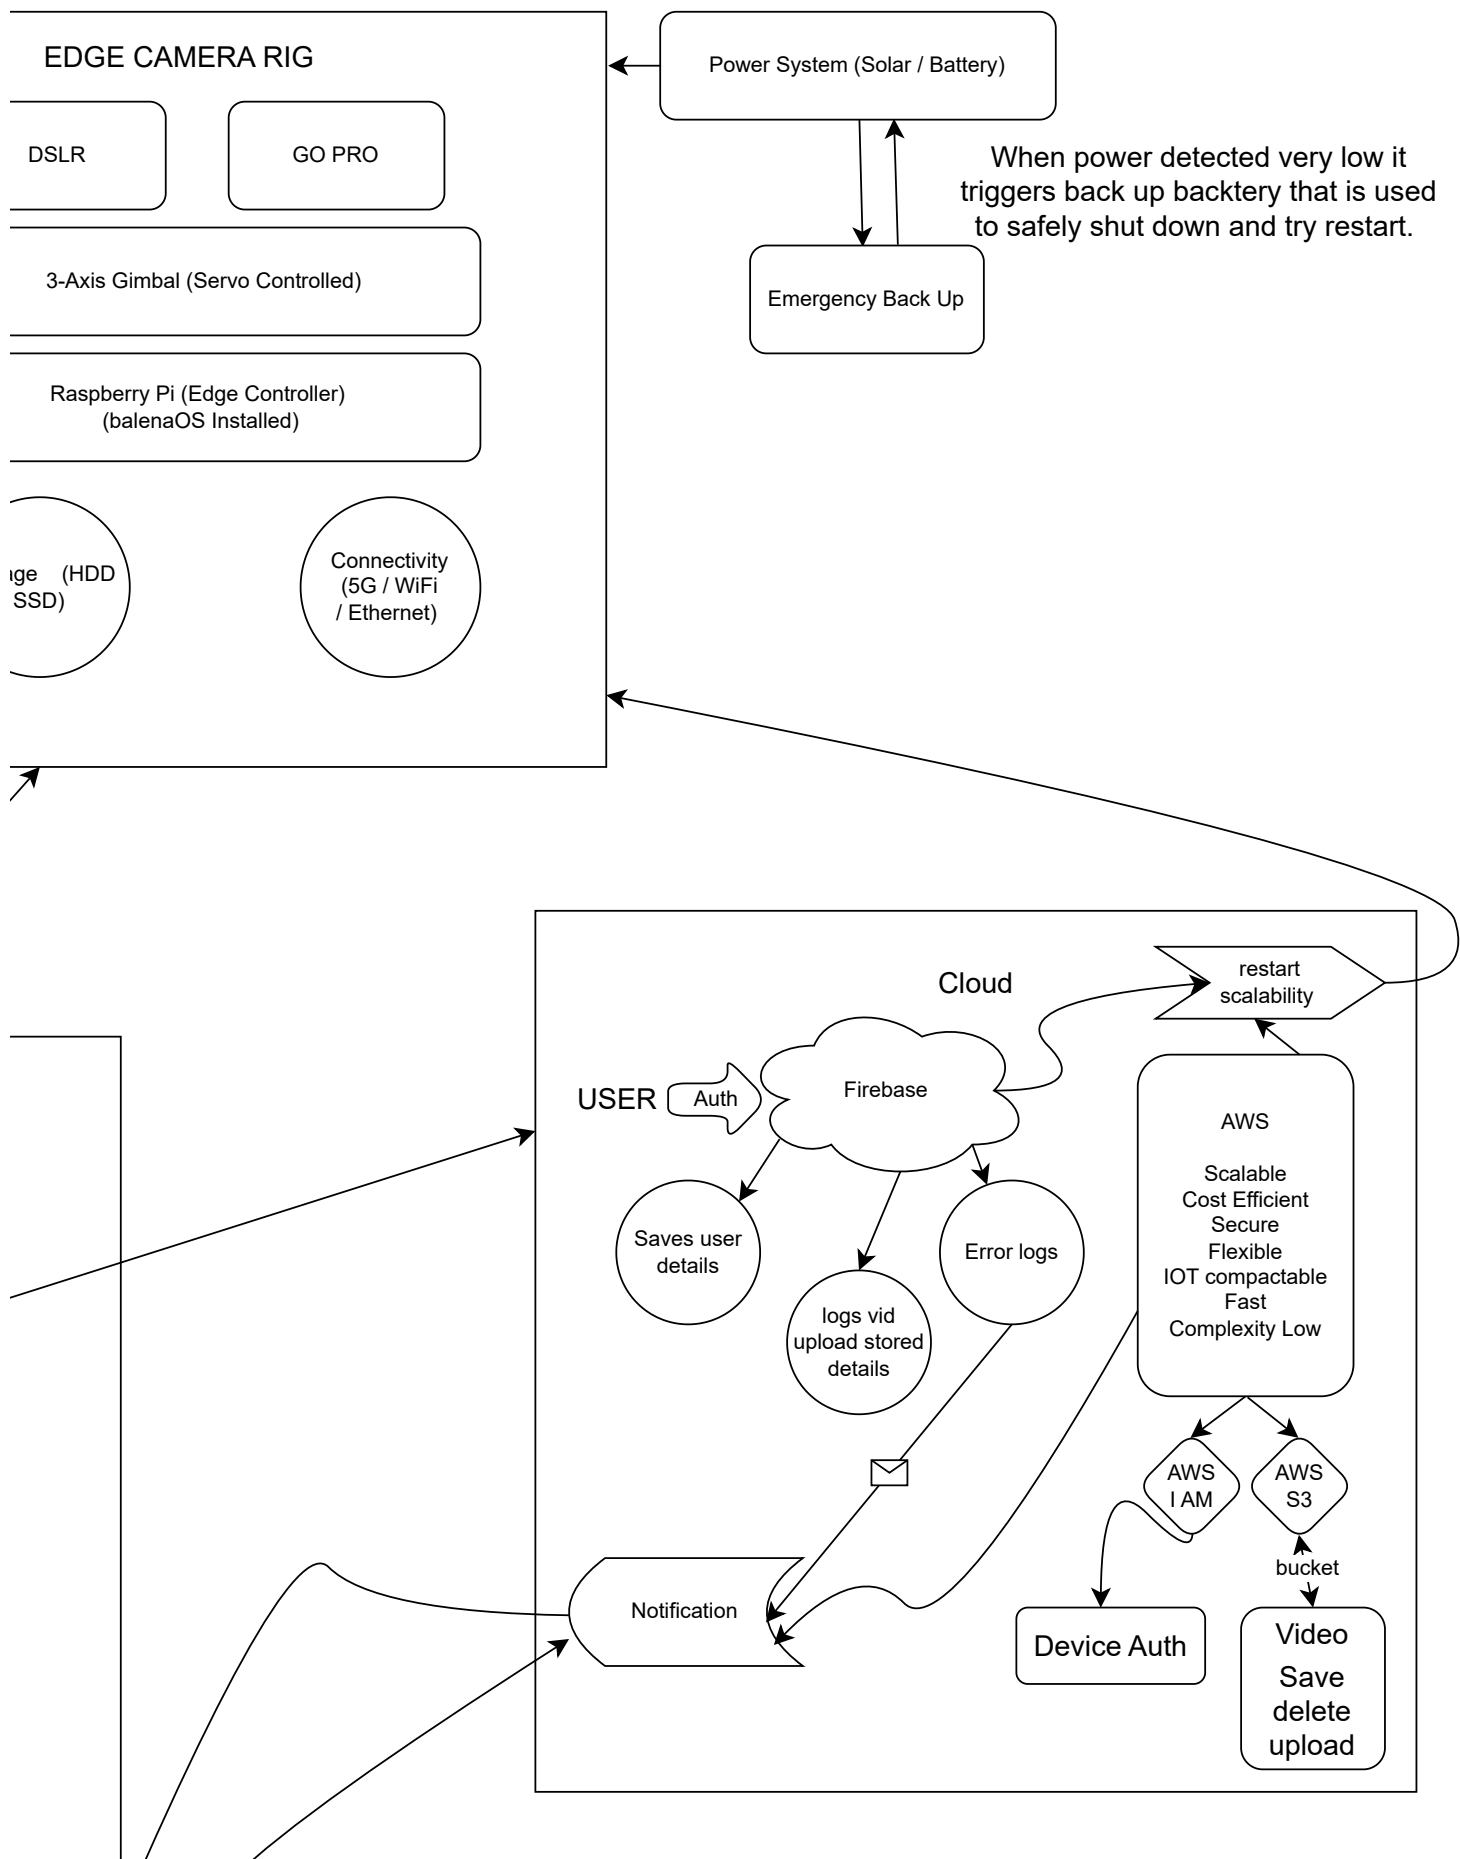 EDGE CAMERA RIG
Power System (Solar / Battery)
DSLR
GO PRO
When power detected very low it
triggers back up backtery that is used
to safely shut down and try restart.
3-Axis Gimbal (Servo Controlled)
Emergency Back Up
Raspberry Pi (Edge Controller)
(balenaOS Installed)
(HDD
SSD)
Connectivity
(5G / WiFi
/ Ethernet)
Cloud
restart
scalability
USER
Auth
Firebase
AWS
Scalable
Cost Efficient
Secure
Flexible
IOT compactable
Fast
Complexity Low
Saves user
details
logs vid
upload stored
details
Error logs
AWS
I AM
AWS
S3
bucket
Notification
Device Auth
Video
Save
delete
upload